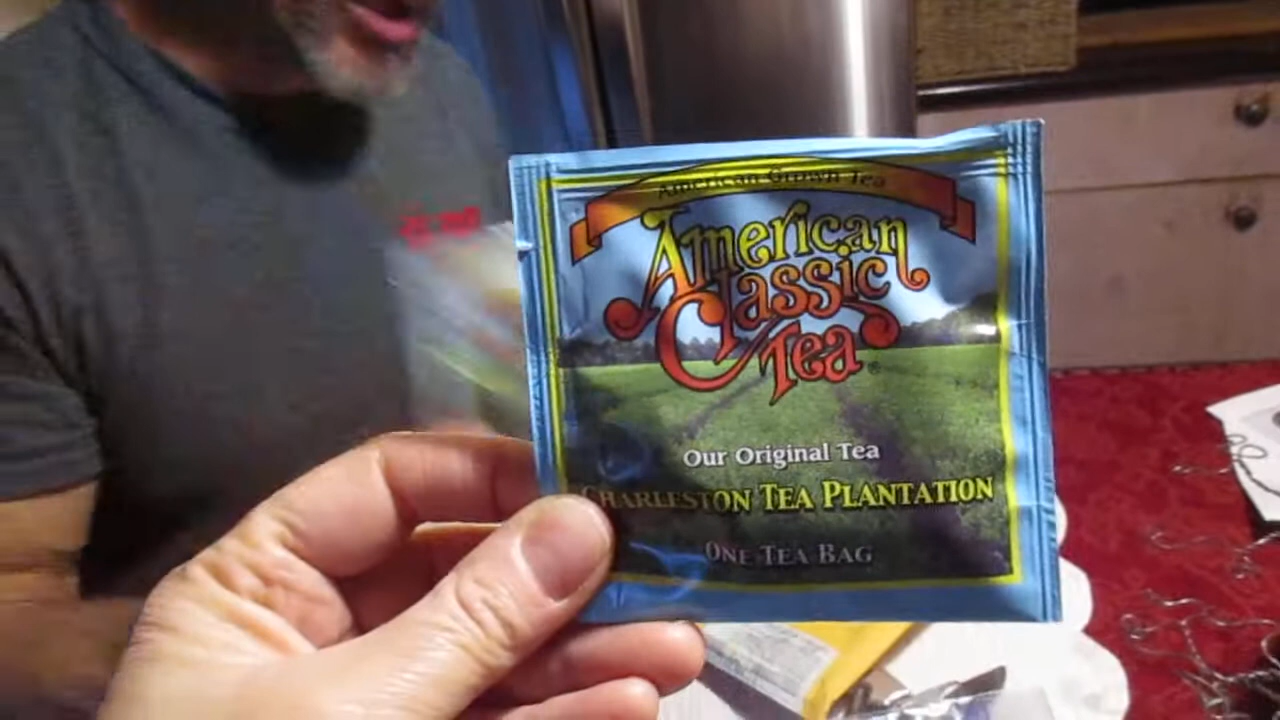 American Grown Tea
American
Classic
Tea®
Our Original Tea
CHARLESTON TEA PLANTATION
ONE TEA BAG